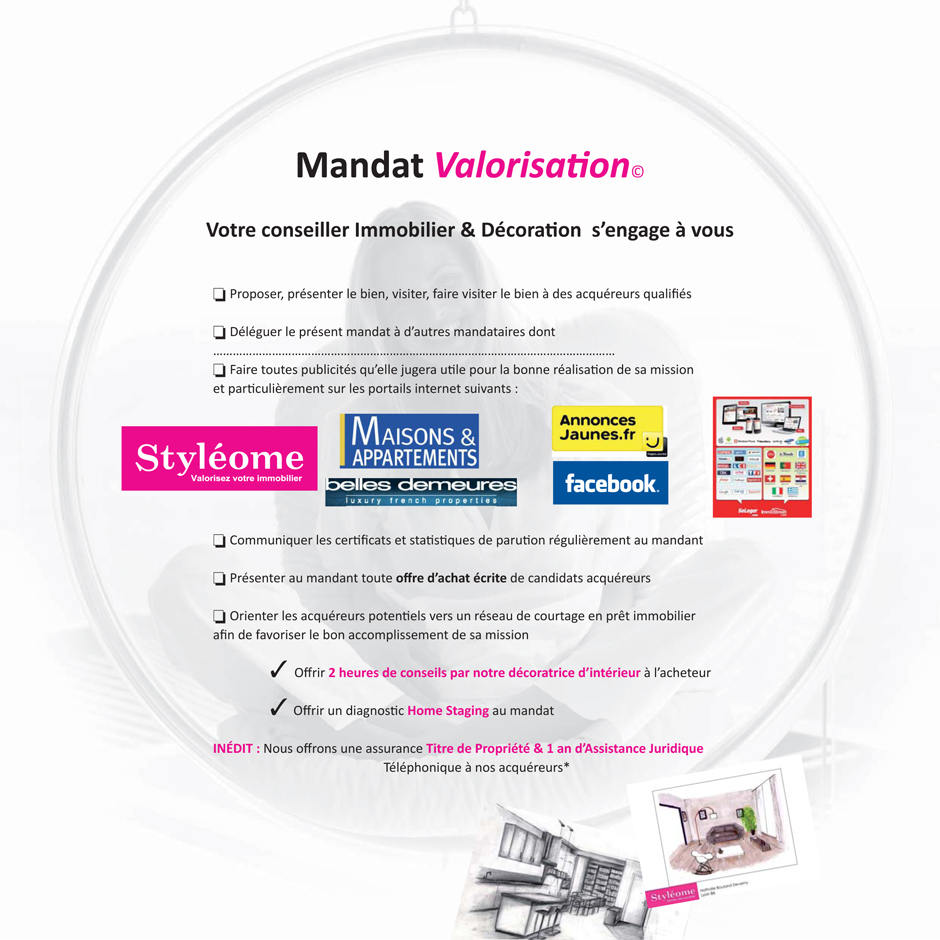 Mandat Valorisation©
Votre conseiller Immobilier & Décoration s'engage à vous
❏ Proposer, présenter le bien, visiter, faire visiter le bien à des acquéreurs qualifiés
❏ Déléguer le présent mandat à d'autres mandataires dont
……………………………………………………………………………………………………………
❏ Faire toutes publicités qu'elle jugera utile pour la bonne réalisation de sa mission
et particulièrement sur les portails internet suivants :
Styléome
Valorisez votre immobilier
MAISONS &
APPARTEMENTS
belles demeures
luxury french properties
Annonces
Jaunes.fr
facebook.
SeLoger
❏ Communiquer les certificats et statistiques de parution régulièrement au mandant
❏ Présenter au mandant toute offre d'achat écrite de candidats acquéreurs
❏ Orienter les acquéreurs potentiels vers un réseau de courtage en prêt immobilier
afin de favoriser le bon accomplissement de sa mission
✓ Offrir 2 heures de conseils par notre décoratrice d'intérieur à l'acheteur
✓ Offrir un diagnostic Home Staging au mandat
INÉDIT : Nous offrons une assurance Titre de Propriété & 1 an d'Assistance Juridique
Téléphonique à nos acquéreurs*
Styléome